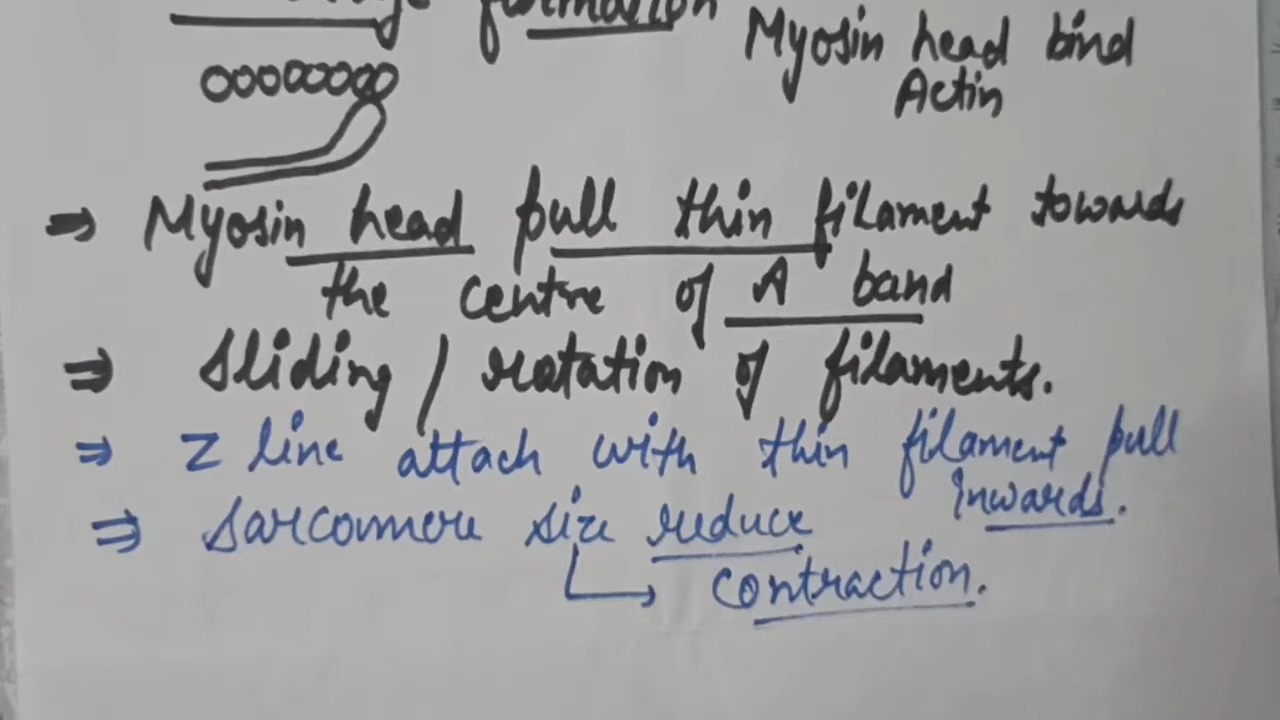 formation
Myosin head bind
Actin
⇒ Myosin head pull thin filament towards
the centre of A band
⇒ Sliding / rotation of filaments.
⇒ Z line attach with thin filament pull
Inwards.
⇒ Sarcomere size reduce
↳ contraction.